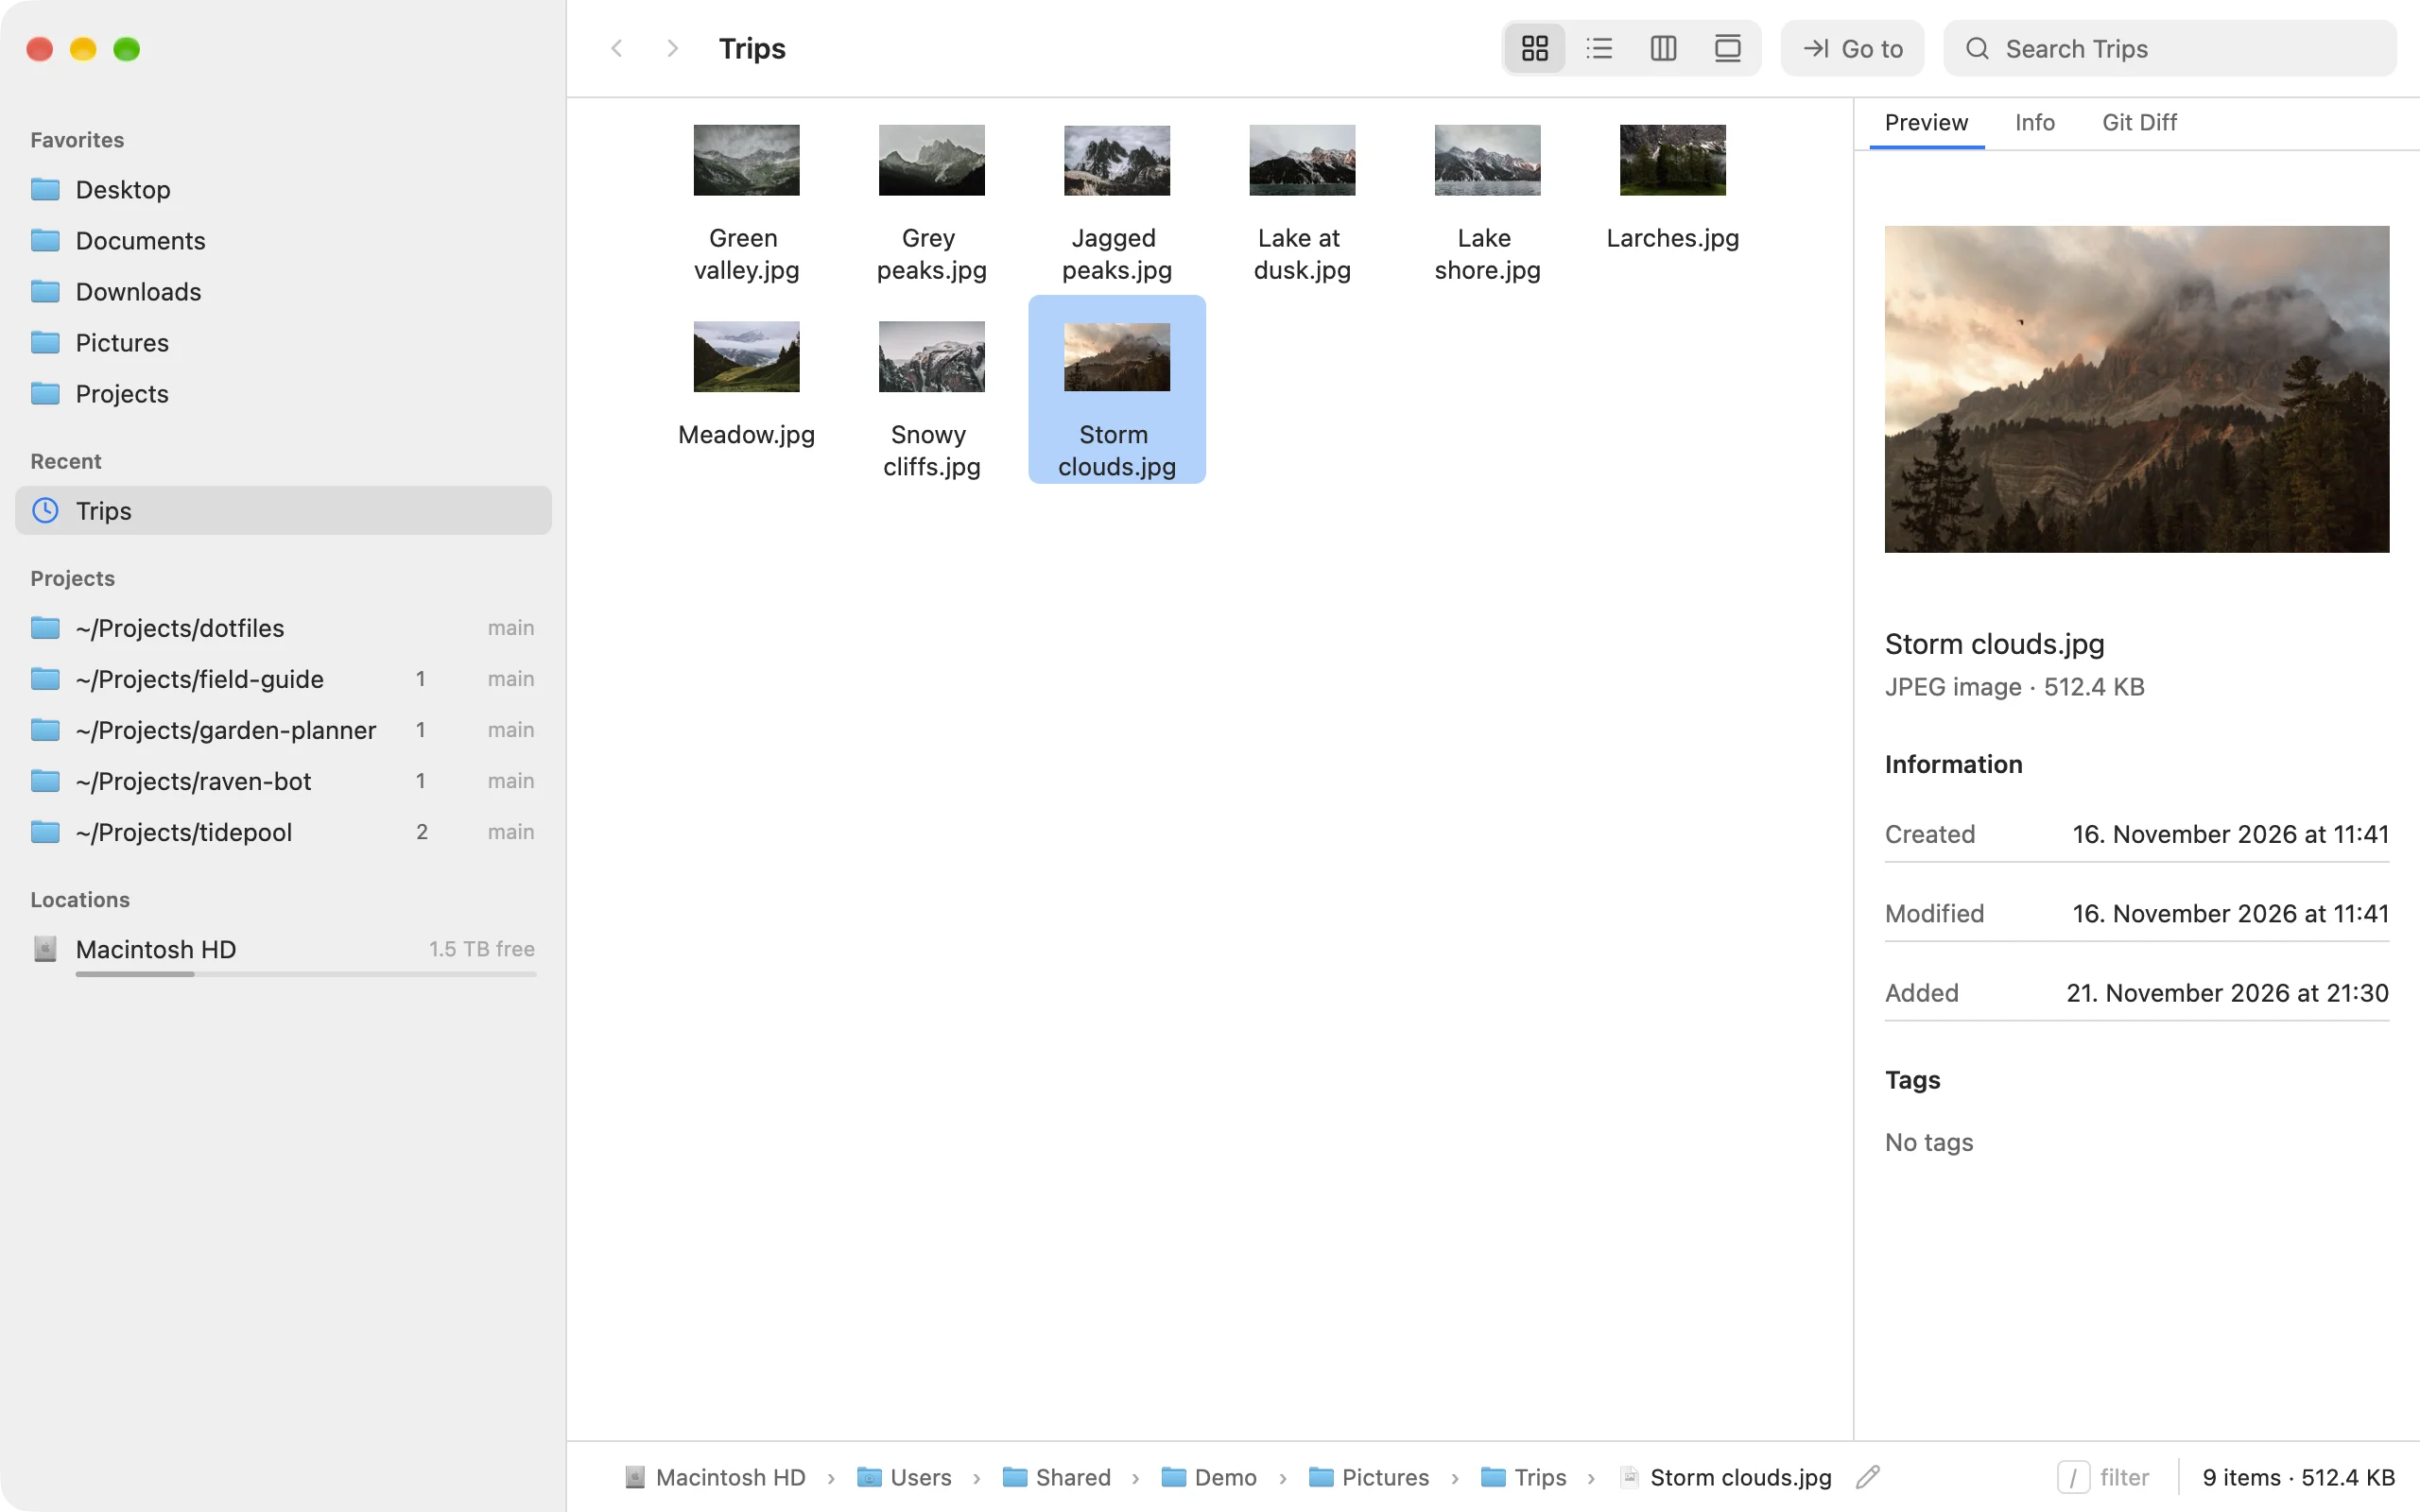 Trips
Go to
Search Trips
Favorites
Desktop
Documents
Downloads
Pictures
Projects
Recent
Trips
Projects
~/Projects/dotfiles main
~/Projects/field-guide 1 main
~/Projects/garden-planner 1 main
~/Projects/raven-bot 1 main
~/Projects/tidepool 2 main
Locations
Macintosh HD 1.5 TB free
Green
valley.jpg
Grey
peaks.jpg
Jagged
peaks.jpg
Lake at
dusk.jpg
Lake
shore.jpg
Larches.jpg
Meadow.jpg
Snowy
cliffs.jpg
Storm
clouds.jpg
Preview Info Git Diff
Storm clouds.jpg
JPEG image · 512.4 KB
Information
Created 16. November 2026 at 11:41
Modified 16. November 2026 at 11:41
Added 21. November 2026 at 21:30
Tags
No tags
Macintosh HD › Users › Shared › Demo › Pictures › Trips › Storm clouds.jpg
/ filter
9 items · 512.4 KB